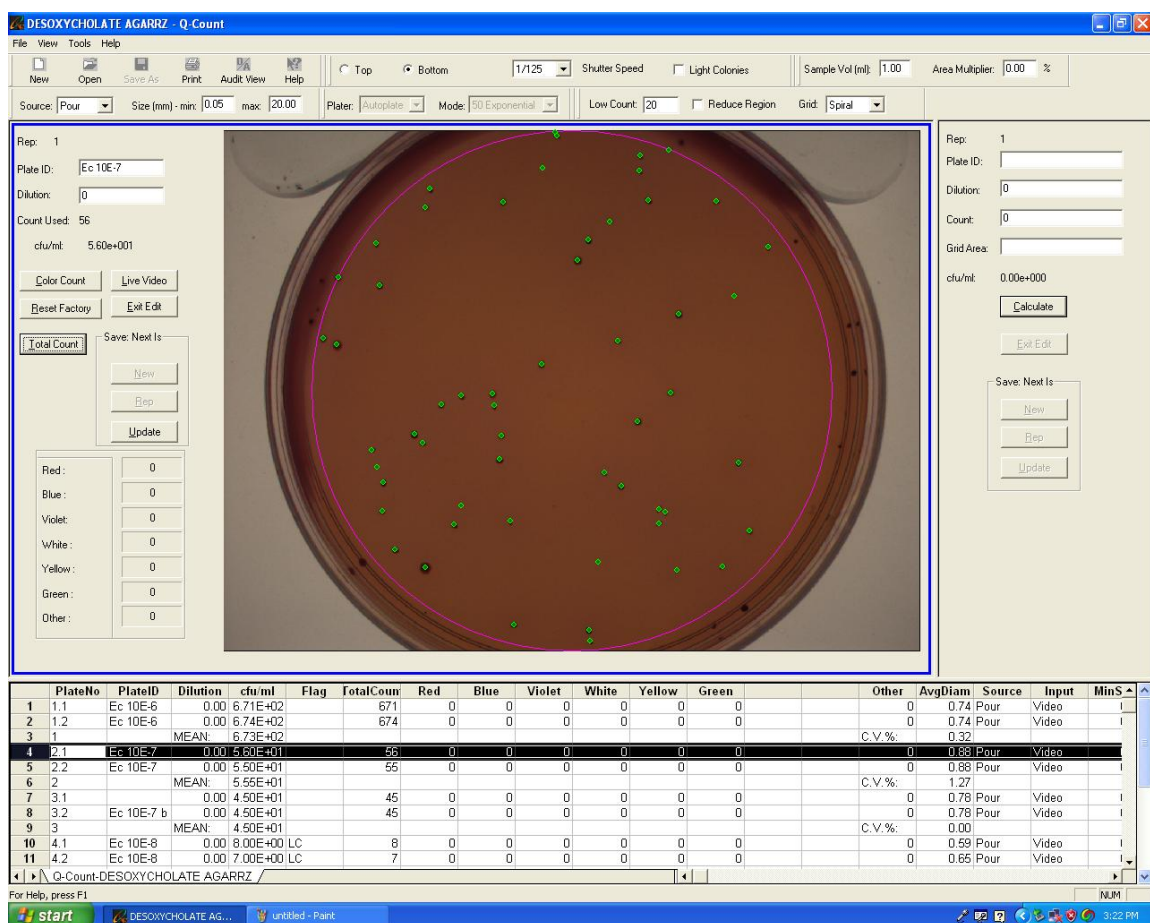 DESOXYCHOLATE AGARRZ - Q-Count
File View Tools Help
New Open Save As Print Audit View Help Top Bottom 1/125 Shutter Speed Light Colonies Sample Vol (ml): 1.00 Area Multiplier: 0.00 %
Source: Pour Size (mm) - min: 0.05 max: 20.00 Plater: Autoplate Mode: 50 Exponential Low Count: 20 Reduce Region Grid: Spiral
Rep: 1
Plate ID: Ec 10E-7
Dilution: 0
Count Used: 56
cfu/ml: 5.60e+001
Color Count Live Video
Reset Factory Exit Edit
Total Count Save: Next Is
New
Rep
Update
Red : 0
Blue : 0
Violet: 0
White : 0
Yellow : 0
Green : 0
Other : 0
Rep: 1
Plate ID:
Dilution: 0
Count: 0
Grid Area:
cfu/ml: 0.00e+000
Calculate
Exit Edit
Save: Next Is
New
Rep
Update
PlateNo PlateID Dilution cfu/ml Flag TotalCoun Red Blue Violet White Yellow Green Other AvgDiam Source Input MinS
1 1.1 Ec 10E-6 0.00 6.71E+02 671 0 0 0 0 0 0 0 0.74 Pour Video
2 1.2 Ec 10E-6 0.00 6.74E+02 674 0 0 0 0 0 0 0 0.74 Pour Video
3 1 MEAN: 6.73E+02 C.V.%: 0.32
4 2.1 Ec 10E-7 0.00 5.60E+01 56 0 0 0 0 0 0 0 0.88 Pour Video
5 2.2 Ec 10E-7 0.00 5.50E+01 55 0 0 0 0 0 0 0 0.88 Pour Video
6 2 MEAN: 5.55E+01 C.V.%: 1.27
7 3.1 0.00 4.50E+01 45 0 0 0 0 0 0 0 0.78 Pour Video
8 3.2 Ec 10E-7 b 0.00 4.50E+01 45 0 0 0 0 0 0 0 0.78 Pour Video
9 3 MEAN: 4.50E+01 C.V.%: 0.00
10 4.1 Ec 10E-8 0.00 8.00E+00 LC 8 0 0 0 0 0 0 0 0.59 Pour Video
11 4.2 Ec 10E-8 0.00 7.00E+00 LC 7 0 0 0 0 0 0 0 0.65 Pour Video
Q-Count-DESOXYCHOLATE AGARRZ
For Help, press F1 NUM
start DESOXYCHOLATE AG... untitled - Paint 3:22 PM